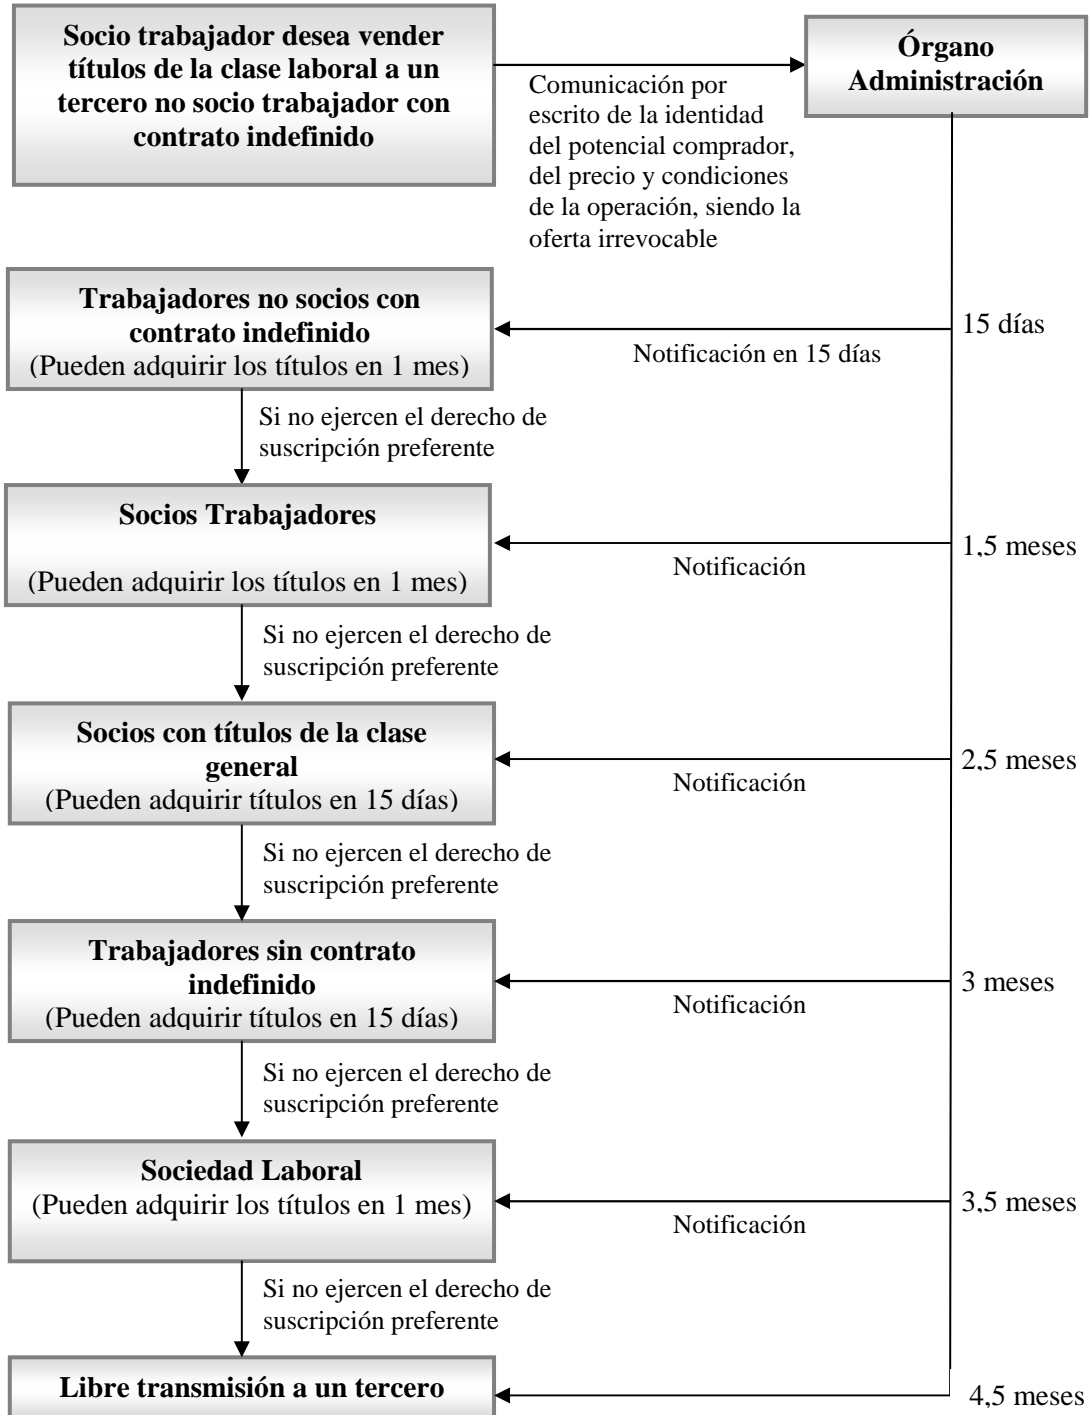 Socio trabajador desea vender
títulos de la clase laboral a un
tercero no socio trabajador con
contrato indefinido
Órgano
Administración
Comunicación por
escrito de la identidad
del potencial comprador,
del precio y condiciones
de la operación, siendo la
oferta irrevocable
Trabajadores no socios con
contrato indefinido
(Pueden adquirir los títulos en 1 mes)
15 días
Notificación en 15 días
Si no ejercen el derecho de
suscripción preferente
Socios Trabajadores
(Pueden adquirir los títulos en 1 mes)
1,5 meses
Notificación
Si no ejercen el derecho de
suscripción preferente
Socios con títulos de la clase
general
(Pueden adquirir títulos en 15 días)
2,5 meses
Notificación
Si no ejercen el derecho de
suscripción preferente
Trabajadores sin contrato
indefinido
(Pueden adquirir títulos en 15 días)
3 meses
Notificación
Si no ejercen el derecho de
suscripción preferente
Sociedad Laboral
(Pueden adquirir los títulos en 1 mes)
3,5 meses
Notificación
Si no ejercen el derecho de
suscripción preferente
Libre transmisión a un tercero
4,5 meses